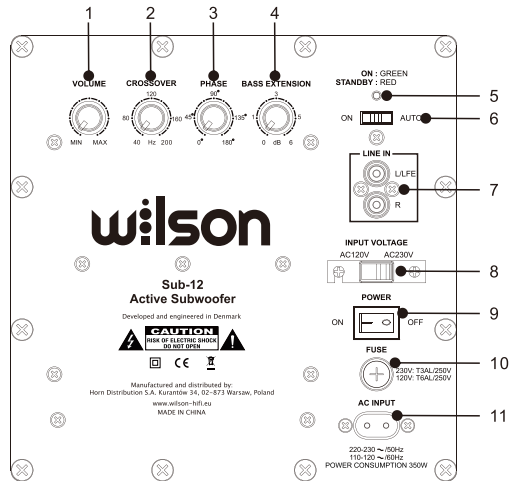 1 2 3 4
VOLUME CROSSOVER PHASE BASS EXTENSION
120 90° 3
80 160 45° 135° 1 5
MIN MAX 40 Hz 200 0° 180° 0 dB 6
ON : GREEN
STANDBY : RED
5
ON AUTO 6
LINE IN
L/LFE
7
R
wilson
INPUT VOLTAGE
AC120V AC230V
8
Sub-12
Active Subwoofer
Developed and engineered in Denmark
CAUTION
RISK OF ELECTRIC SHOCK
DO NOT OPEN
CE
POWER
ON OFF 9
FUSE
10
230V: T3AL/250V
120V: T6AL/250V
Manufactured and distributed by:
Horn Distribution S.A. Kurantów 34, 02-873 Warsaw, Poland
www.wilson-hifi.eu
MADE IN CHINA
AC INPUT
11
220-230 ~/50Hz
110-120 ~/60Hz
POWER CONSUMPTION 350W